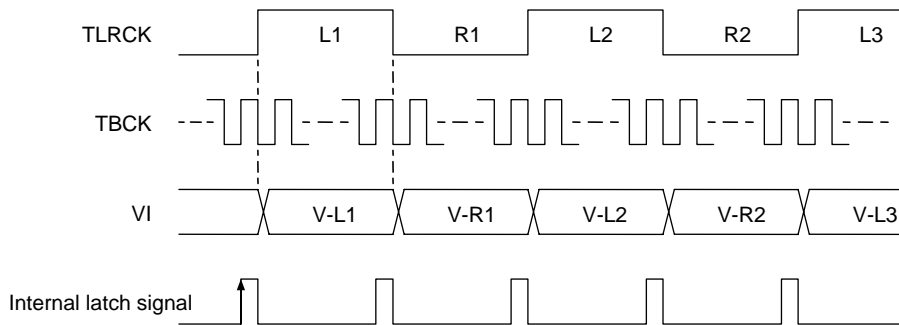 TLRCK L1 R1 L2 R2 L3
TBCK
VI V-L1 V-R1 V-L2 V-R2 V-L3
Internal latch signal